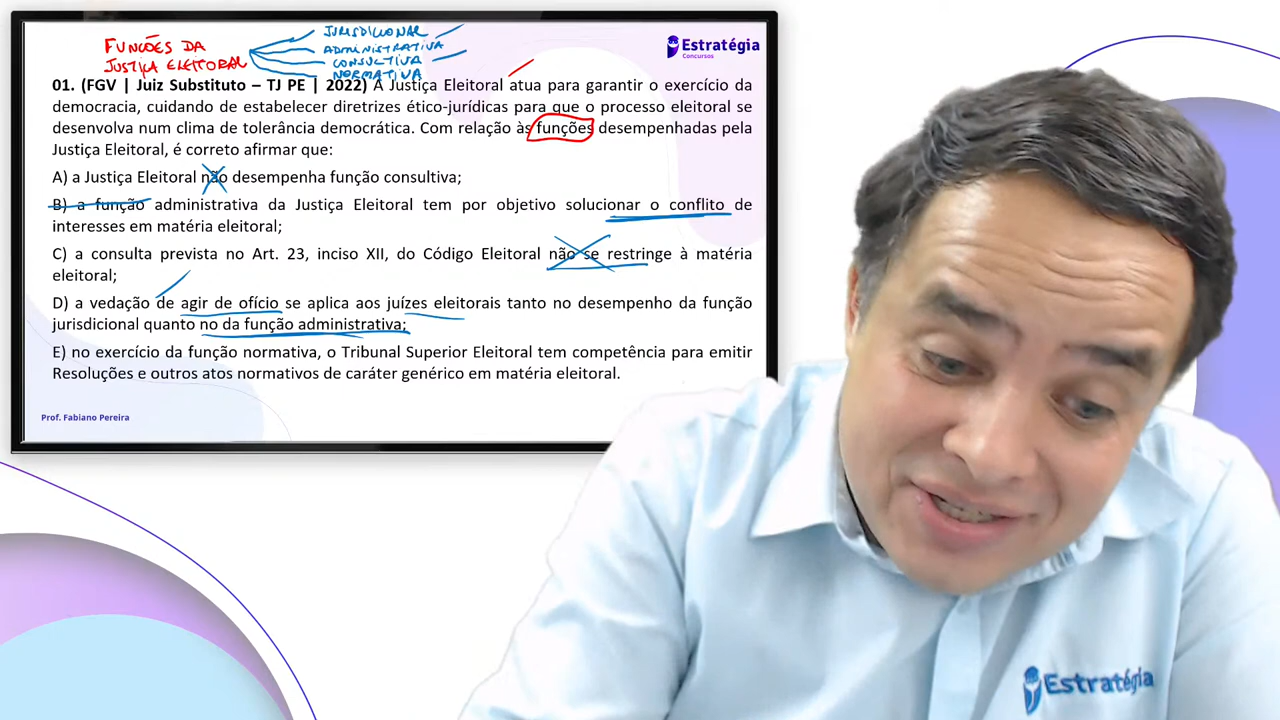 FUNCÕES DA
JUSTIÇA ELEITORAL
JURISDICIONAL
ADMINISTRATIVA
CONSULTIVA
NORMATIVA
Estratégia
Concursos
01. (FGV | Juiz Substituto – TJ PE | 2022) A Justiça Eleitoral atua para garantir o exercício da
democracia, cuidando de estabelecer diretrizes ético-jurídicas para que o processo eleitoral se
desenvolva num clima de tolerância democrática. Com relação às funções desempenhadas pela
Justiça Eleitoral, é correto afirmar que:
A) a Justiça Eleitoral não desempenha função consultiva;
B) a função administrativa da Justiça Eleitoral tem por objetivo solucionar o conflito de
interesses em matéria eleitoral;
C) a consulta prevista no Art. 23, inciso XII, do Código Eleitoral não se restringe à matéria
eleitoral;
D) a vedação de agir de ofício se aplica aos juízes eleitorais tanto no desempenho da função
jurisdicional quanto no da função administrativa;
E) no exercício da função normativa, o Tribunal Superior Eleitoral tem competência para emitir
Resoluções e outros atos normativos de caráter genérico em matéria eleitoral.
Prof. Fabiano Pereira
Estratégia